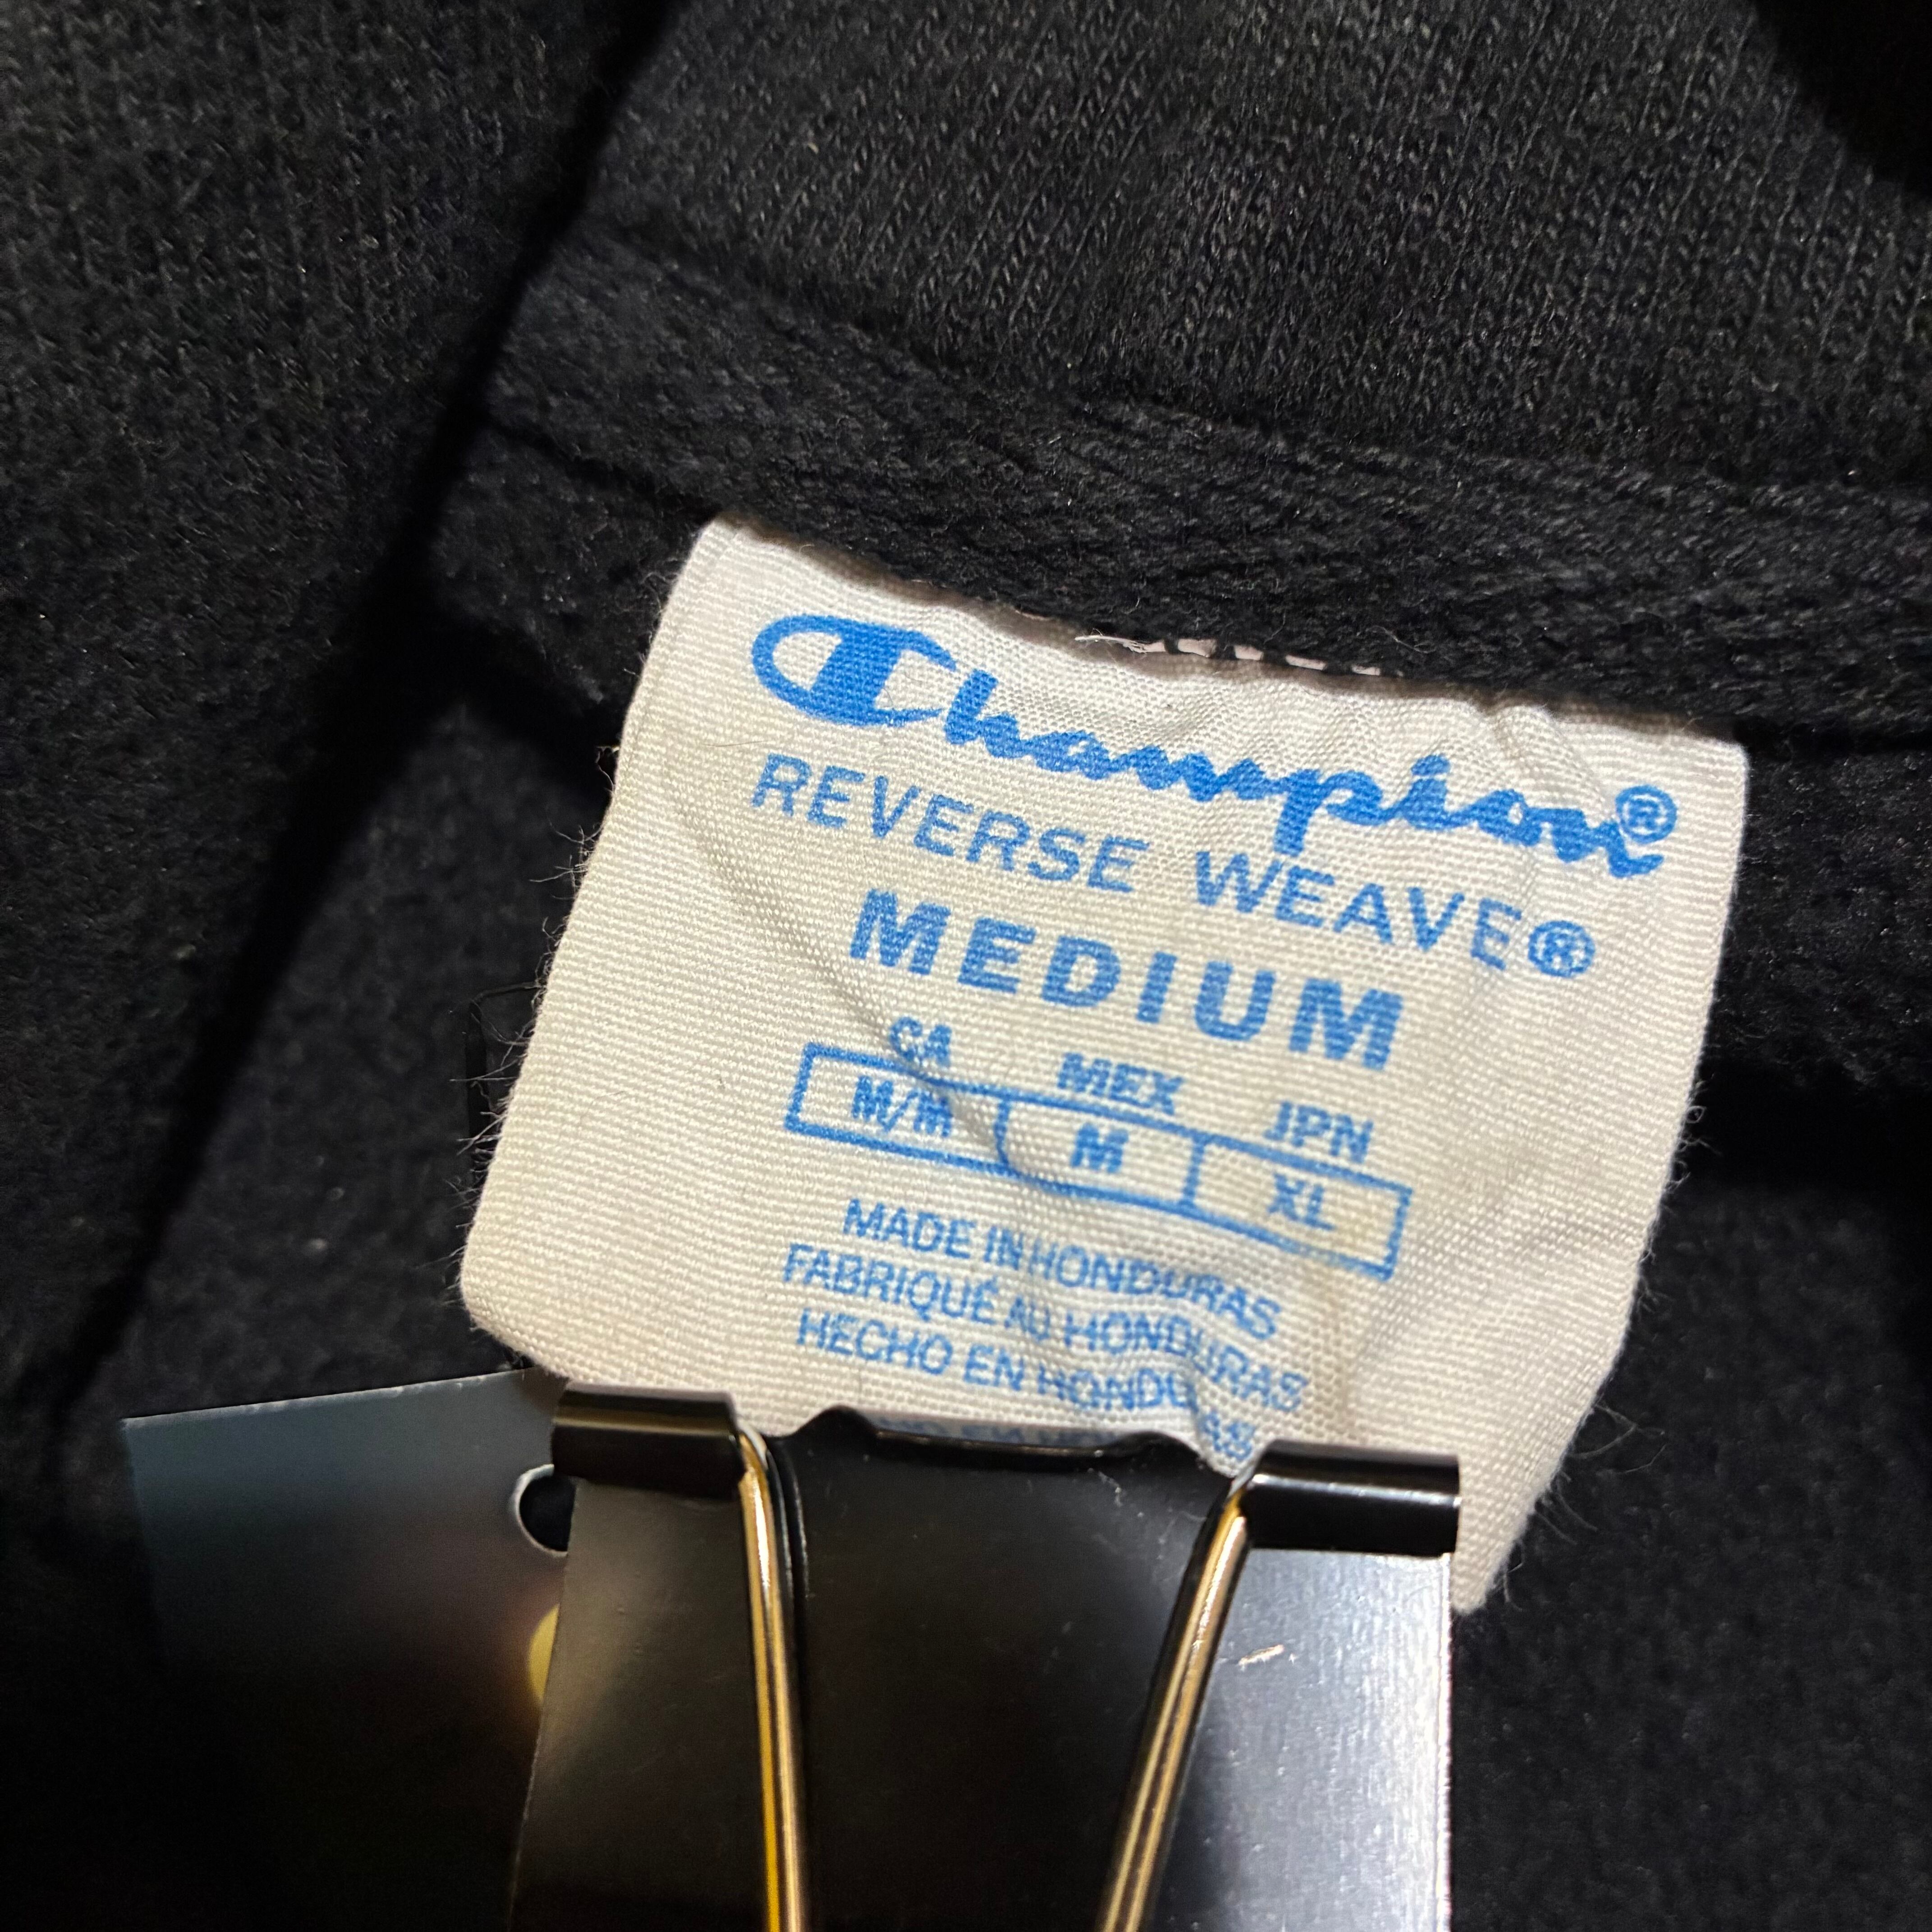 Champion®
REVERSE WEAVE®
MEDIUM
CA MEX JPN
M/M M XL
MADE IN HONDURAS
FABRIQUÉ AU HONDURAS
HECHO EN HONDURAS